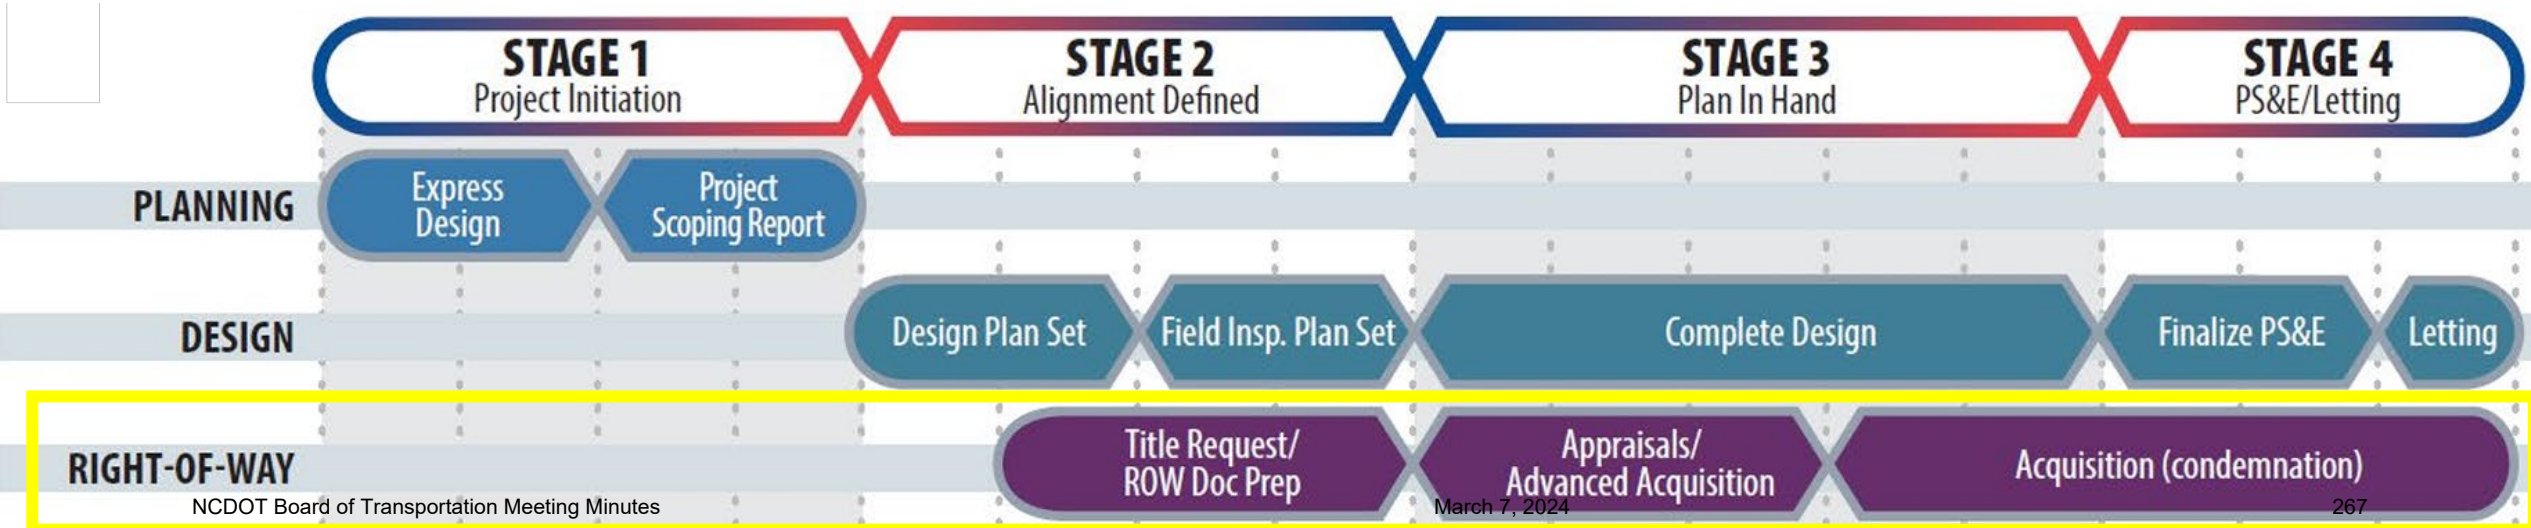 STAGE 1
Project Initiation
STAGE 2
Alignment Defined
STAGE 3
Plan In Hand
STAGE 4
PS&E/Letting
PLANNING
Express
Design
Project
Scoping Report
DESIGN
Design Plan Set
Field Insp. Plan Set
Complete Design
Finalize PS&E
Letting
RIGHT-OF-WAY
Title Request/
ROW Doc Prep
Appraisals/
Advanced Acquisition
Acquisition (condemnation)
NCDOT Board of Transportation Meeting Minutes
March 7, 2024
267